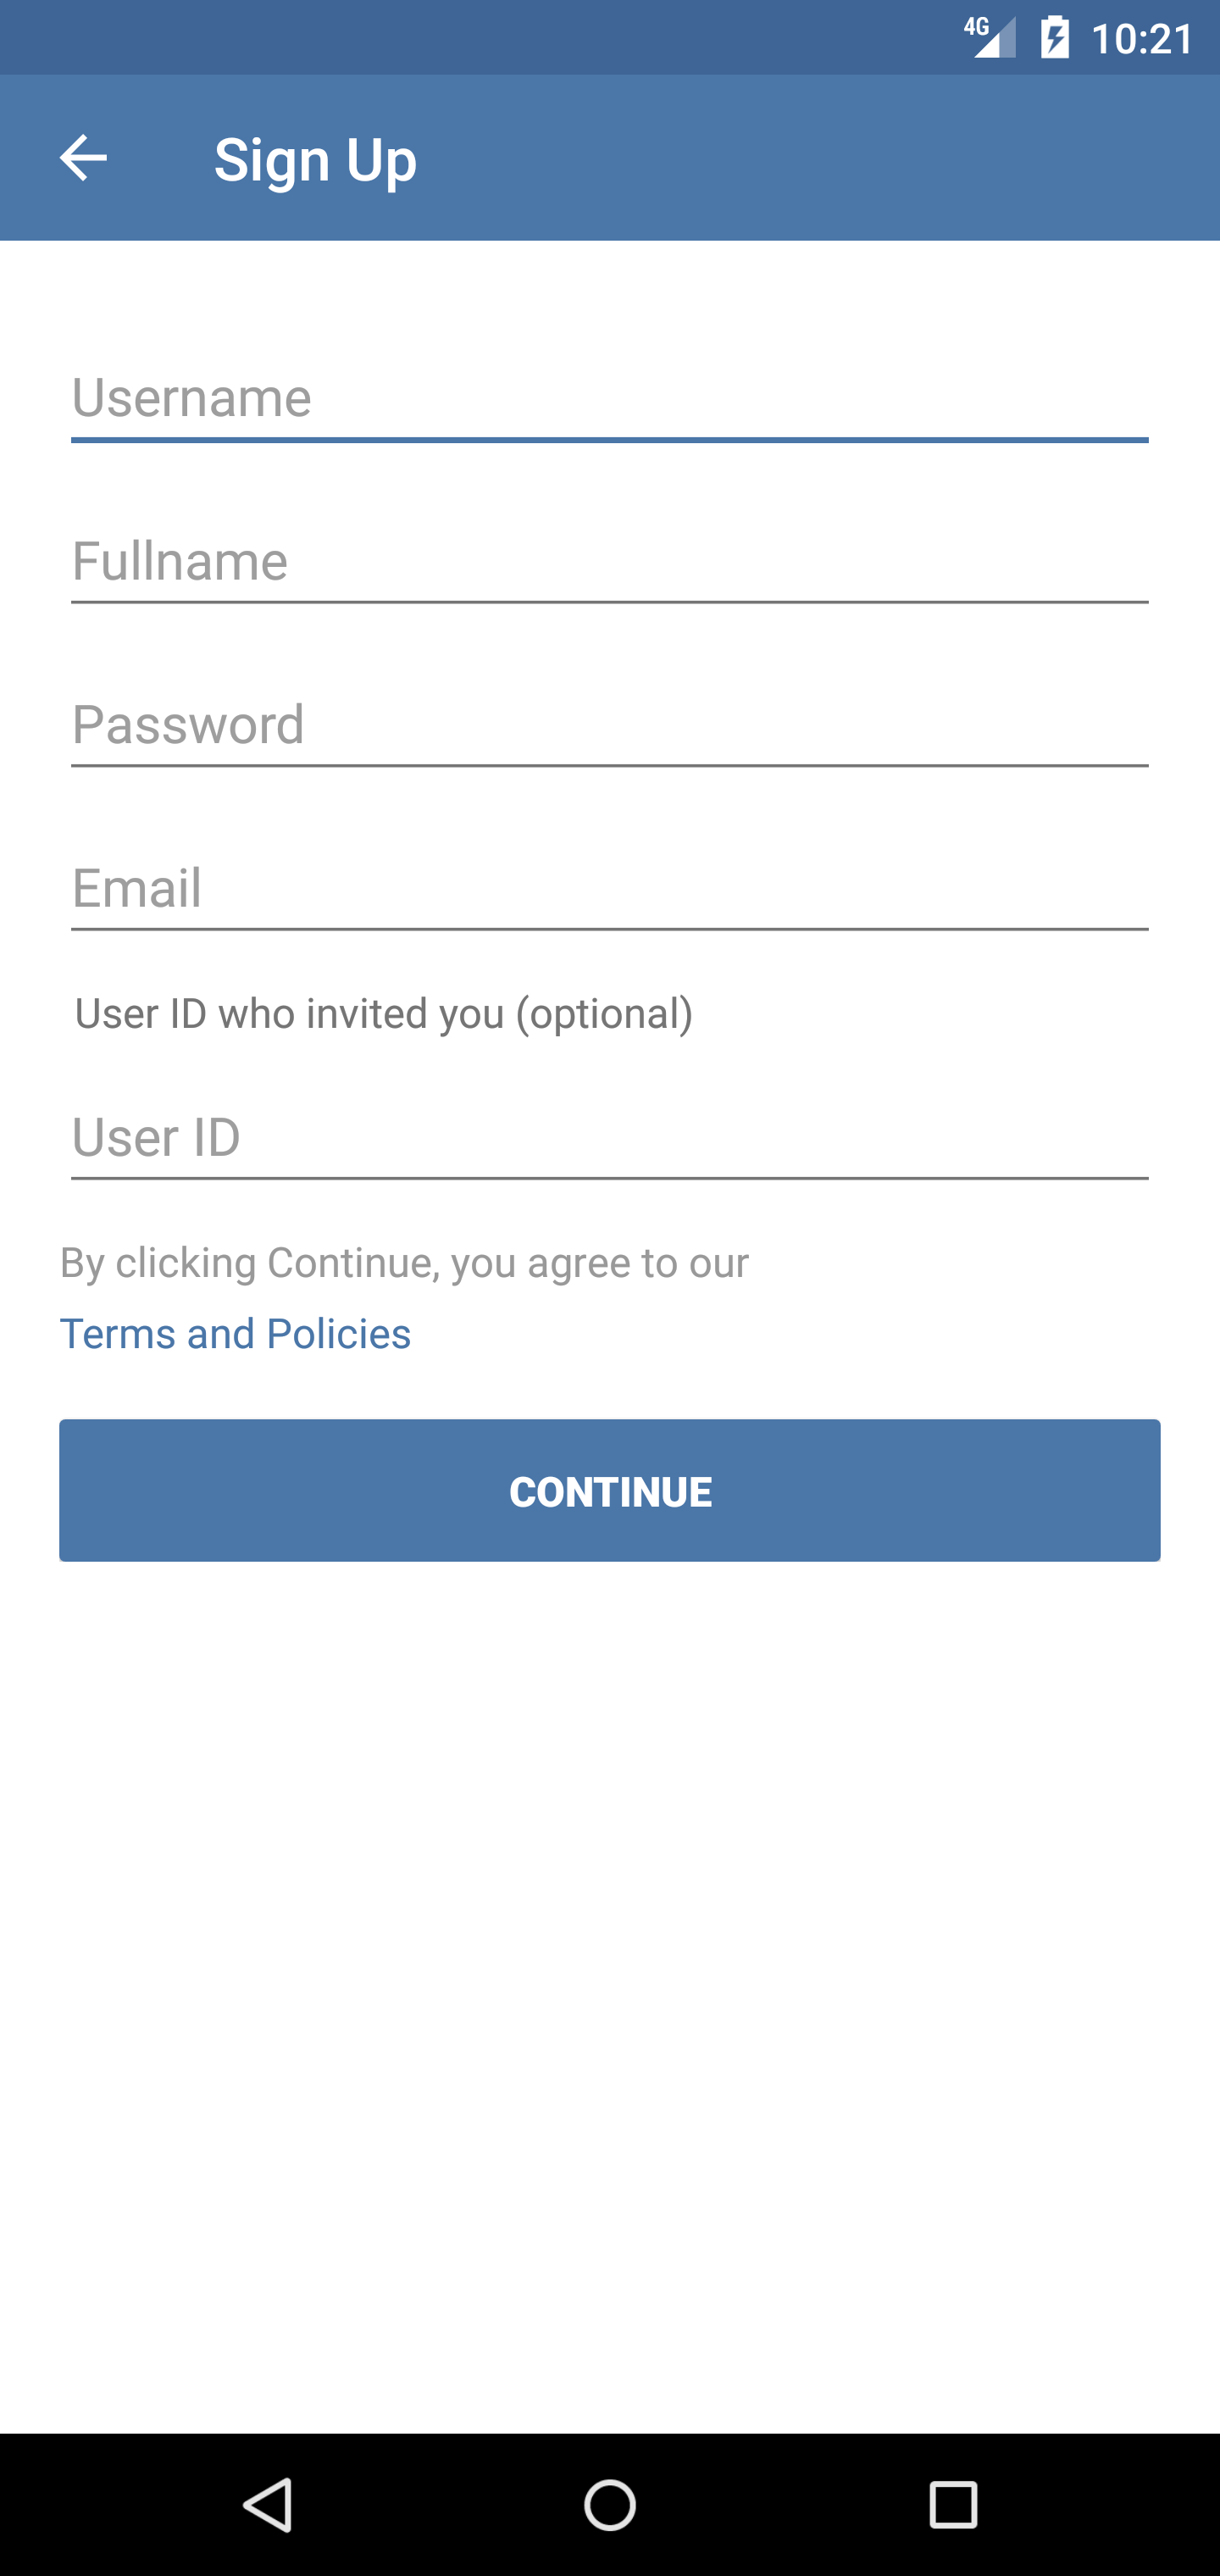 4G 10:21
Sign Up
Username
Fullname
Password
Email
User ID who invited you (optional)
User ID
By clicking Continue, you agree to our
Terms and Policies
CONTINUE